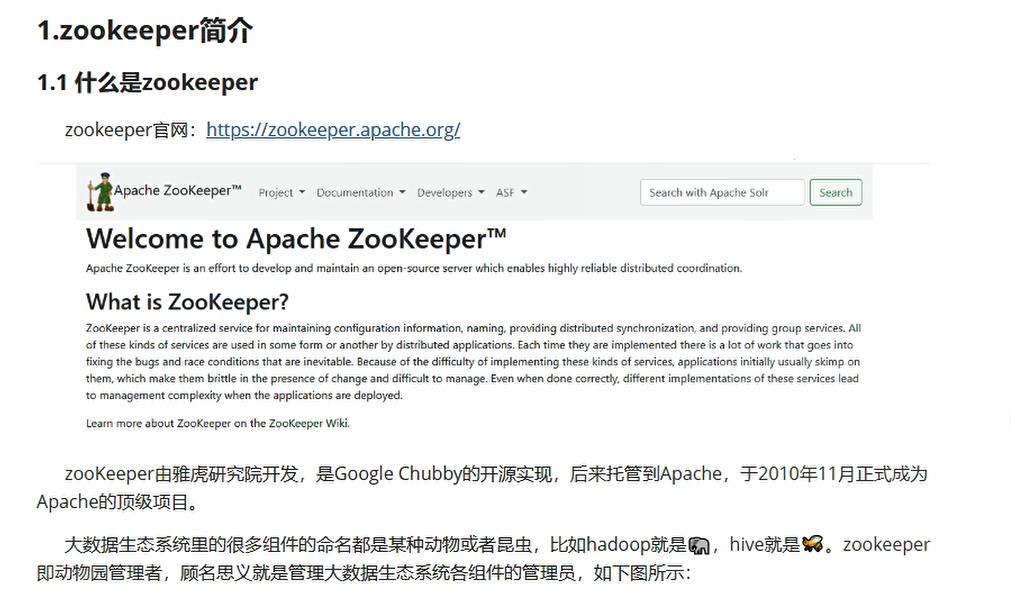 1.zookeeper简介
1.1 什么是zookeeper
zookeeper官网：https://zookeeper.apache.org/
Apache ZooKeeper™ Project Documentation Developers ASF Search with Apache Solr Search
Welcome to Apache ZooKeeper™
Apache ZooKeeper is an effort to develop and maintain an open-source server which enables highly reliable distributed coordination.
What is ZooKeeper?
ZooKeeper is a centralized service for maintaining configuration information, naming, providing distributed synchronization, and providing group services. All
of these kinds of services are used in some form or another by distributed applications. Each time they are implemented there is a lot of work that goes into
fixing the bugs and race conditions that are inevitable. Because of the difficulty of implementing these kinds of services, applications initially usually skimp on
them, which make them brittle in the presence of change and difficult to manage. Even when done correctly, different implementations of these services lead
to management complexity when the applications are deployed.
Learn more about ZooKeeper on the ZooKeeper Wiki.
zooKeeper由雅虎研究院开发，是Google Chubby的开源实现，后来托管到Apache，于2010年11月正式成为
Apache的顶级项目。
大数据生态系统里的很多组件的命名都是某种动物或者昆虫，比如hadoop就是🐘，hive就是🐝。zookeeper
即动物园管理者，顾名思义就是管理大数据生态系统各组件的管理员，如下图所示：